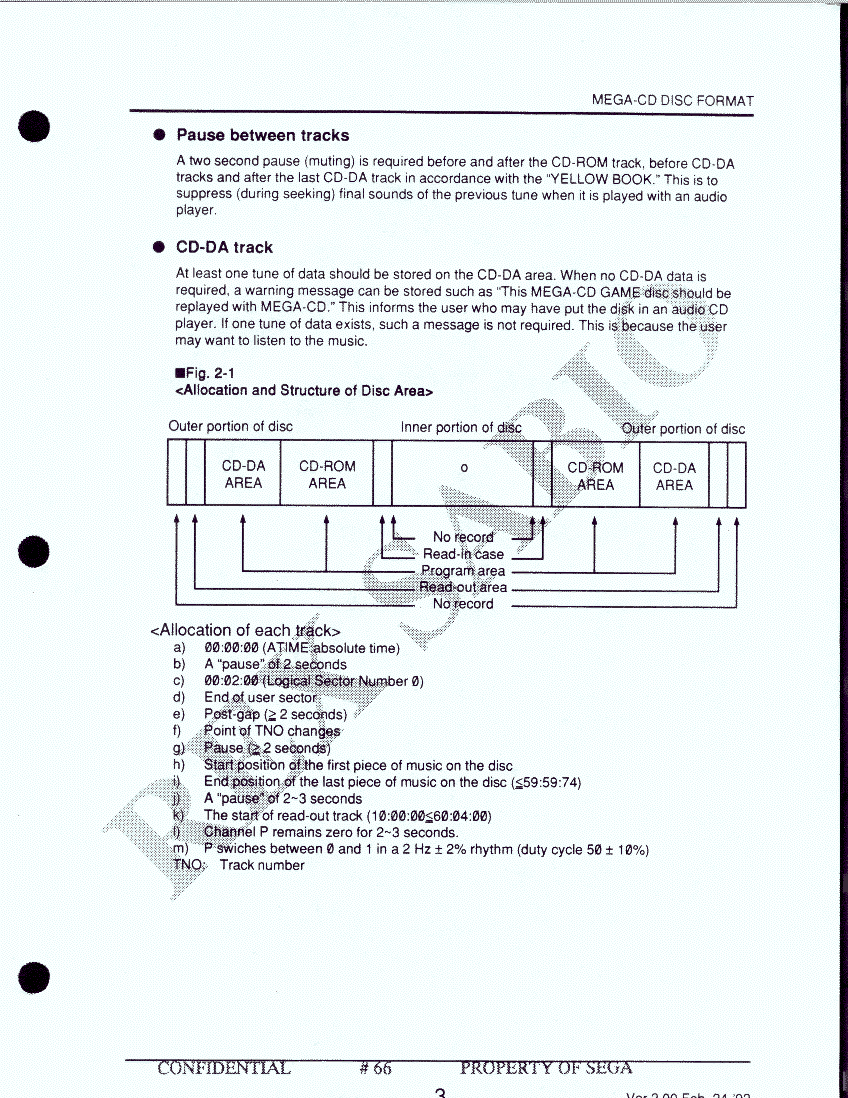 MEGA-CD DISC FORMAT
● Pause between tracks
A two second pause (muting) is required before and after the CD-ROM track, before CD-DA
tracks and after the last CD-DA track in accordance with the "YELLOW BOOK." This is to
suppress (during seeking) final sounds of the previous tune when it is played with an audio
player.
● CD-DA track
At least one tune of data should be stored on the CD-DA area. When no CD-DA data is
required, a warning message can be stored such as "This MEGA-CD GAME disc should be
replayed with MEGA-CD." This informs the user who may have put the disk in an audio CD
player. If one tune of data exists, such a message is not required. This is because the user
may want to listen to the music.
■Fig. 2-1
<Allocation and Structure of Disc Area>
Outer portion of disc Inner portion of disc Outer portion of disc
CD-DA AREA CD-ROM AREA o CD-ROM AREA CD-DA AREA
No record
Read-in case
Program area
Read-out area
No record
<Allocation of each track>
a) 00:00:00 (ATIME absolute time)
b) A "pause" of 2 seconds
c) 00:02:00 (Logical Sector Number 0)
d) End of user sector
e) Post-gap (≥ 2 seconds)
f) Point of TNO changes
g) Pause (≥ 2 seconds)
h) Start position of the first piece of music on the disc
i) End position of the last piece of music on the disc (≤59:59:74)
j) A "pause" of 2~3 seconds
k) The start of read-out track (10:00:00≤60:04:00)
l) Channel P remains zero for 2~3 seconds.
m) P swiches between 0 and 1 in a 2 Hz ± 2% rhythm (duty cycle 50 ± 10%)
TNO: Track number
CONFIDENTIAL #66 PROPERTY OF SEGA
3